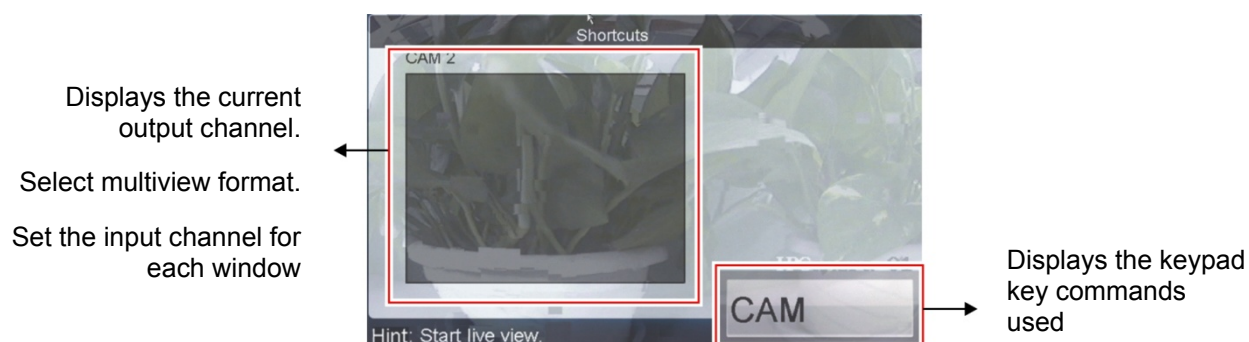 Shortcuts
CAM 2
Displays the current
output channel.
Select multiview format.
Set the input channel for
each window
CAM
Displays the keypad
key commands
used
Hint: Start live view.